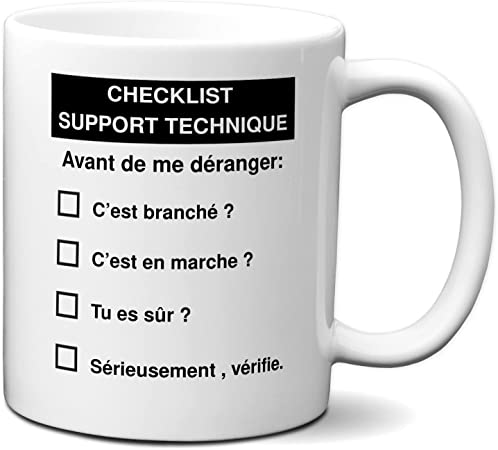 CHECKLIST
SUPPORT TECHNIQUE
Avant de me déranger:
C'est branché ?
C'est en marche ?
Tu es sûr ?
Sérieusement , vérifie.